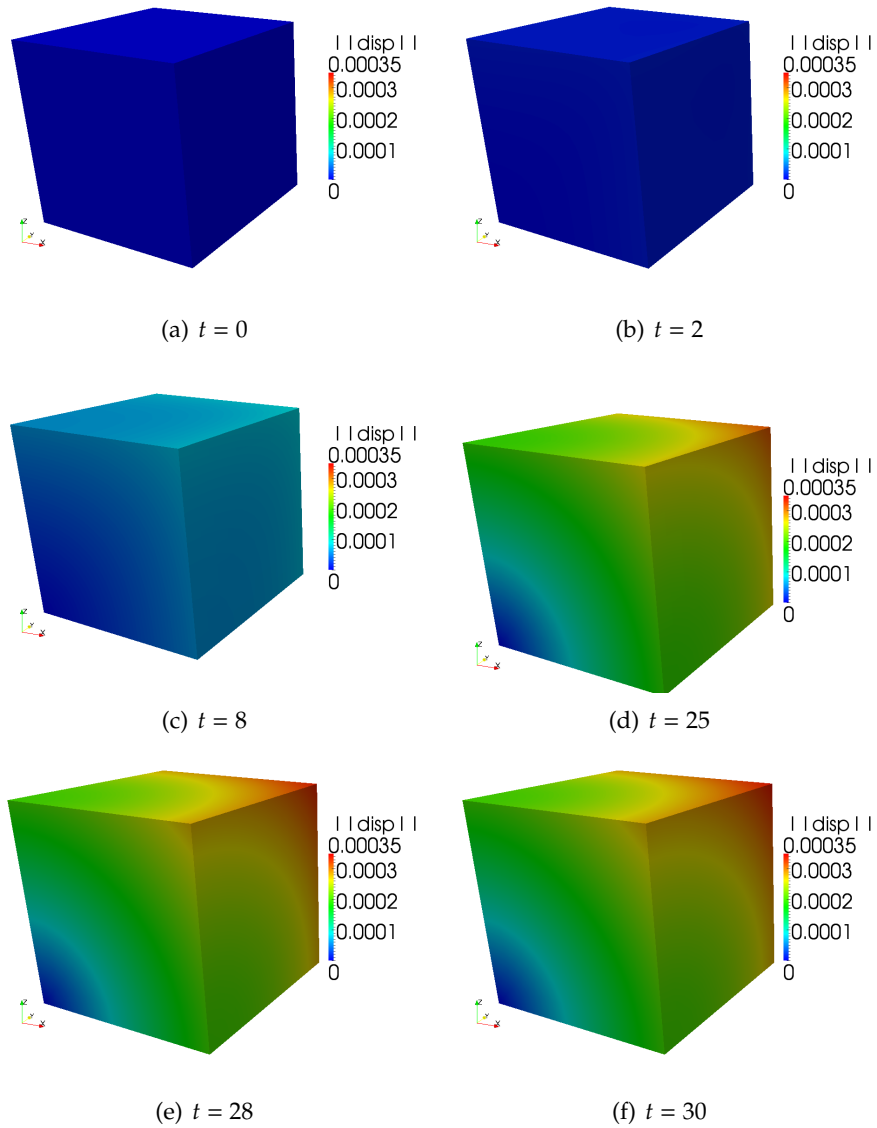 ||disp||
0.00035
0.0003
0.0002
0.0001
0
Z
Y
X
(a) t = 0
||disp||
0.00035
0.0003
0.0002
0.0001
0
Z
Y
X
(b) t = 2
||disp||
0.00035
0.0003
0.0002
0.0001
0
Z
Y
X
(c) t = 8
||disp||
0.00035
0.0003
0.0002
0.0001
0
Z
Y
X
(d) t = 25
||disp||
0.00035
0.0003
0.0002
0.0001
0
Z
Y
X
(e) t = 28
||disp||
0.00035
0.0003
0.0002
0.0001
0
Z
Y
X
(f) t = 30